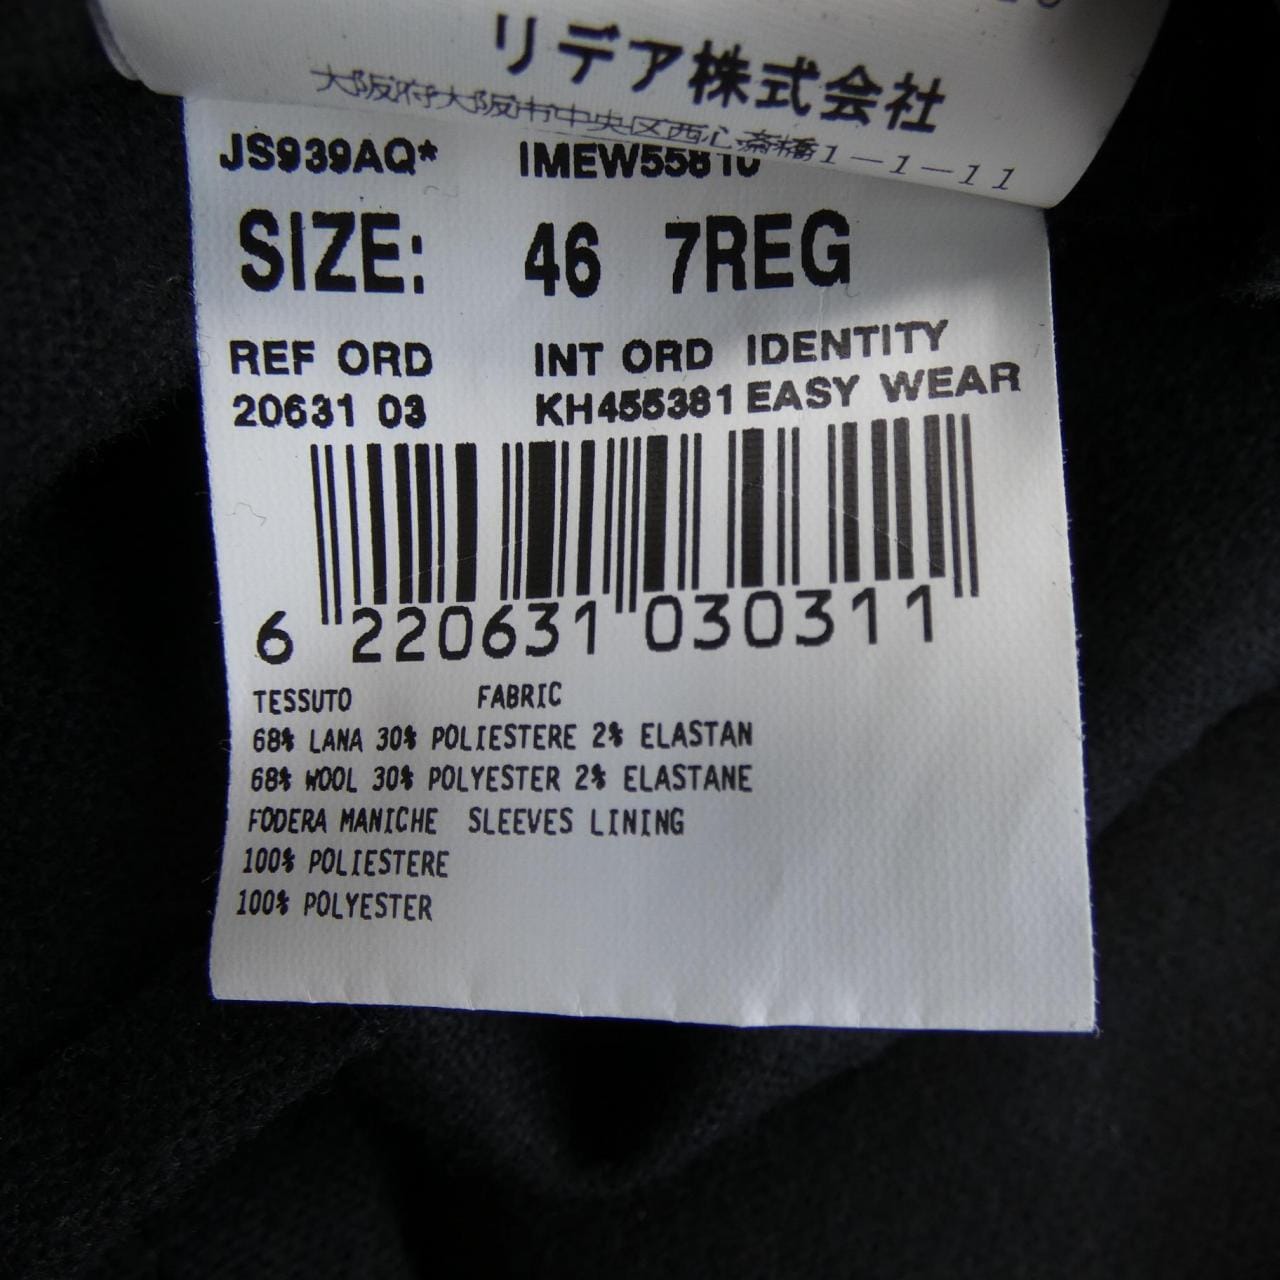 リデア株式会社
大阪府大阪市中央区西心斎橋1-1-11
JS939AQ* IMEW55810
SIZE: 46 7REG
REF ORD INT ORD IDENTITY
20631 03 KH455381 EASY WEAR
6 220631 030311
TESSUTO FABRIC
68% LANA 30% POLIESTERE 2% ELASTAN
68% WOOL 30% POLYESTER 2% ELASTANE
FODERA MANICHE SLEEVES LINING
100% POLIESTERE
100% POLYESTER